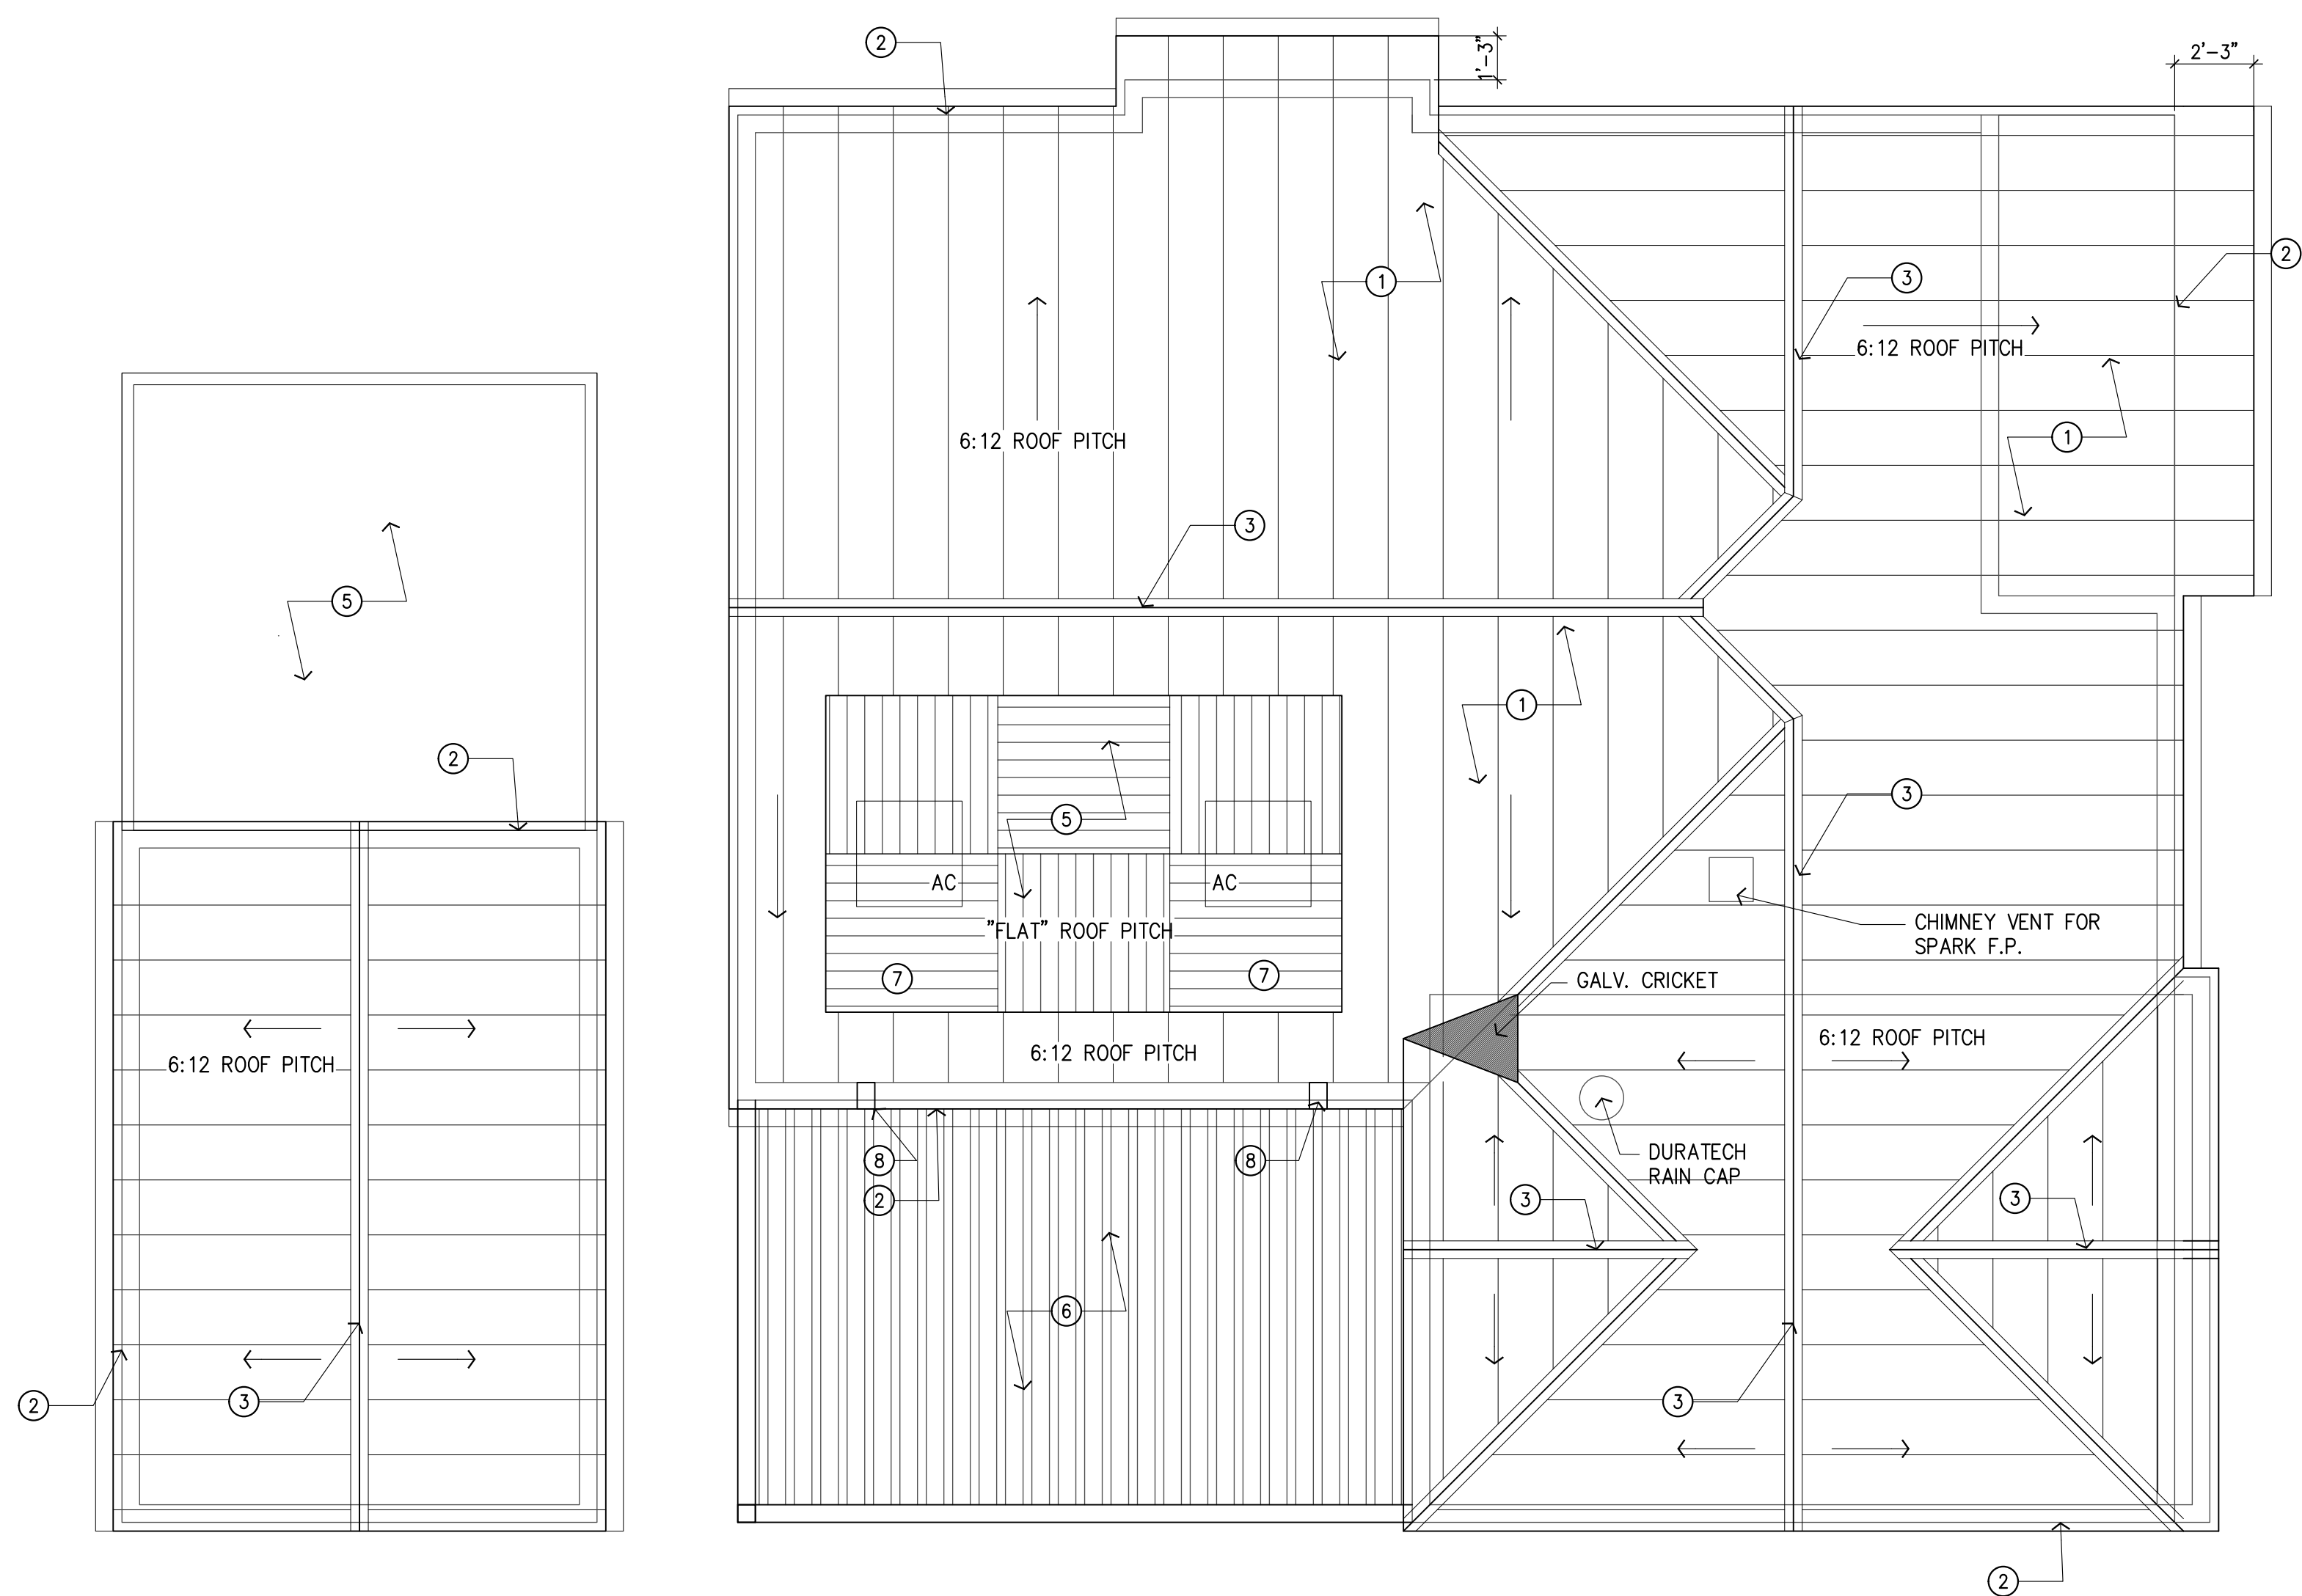 2
1'-3"
2'-3"
2
3
1
6:12 ROOF PITCH
1
6:12 ROOF PITCH
3
5
1
2
3
5
AC
AC
"FLAT" ROOF PITCH
CHIMNEY VENT FOR
SPARK F.P.
7
7
GALV. CRICKET
6:12 ROOF PITCH
6:12 ROOF PITCH
6:12 ROOF PITCH
8
8
DURATECH
RAIN CAP
2
3
3
6
2
3
3
2